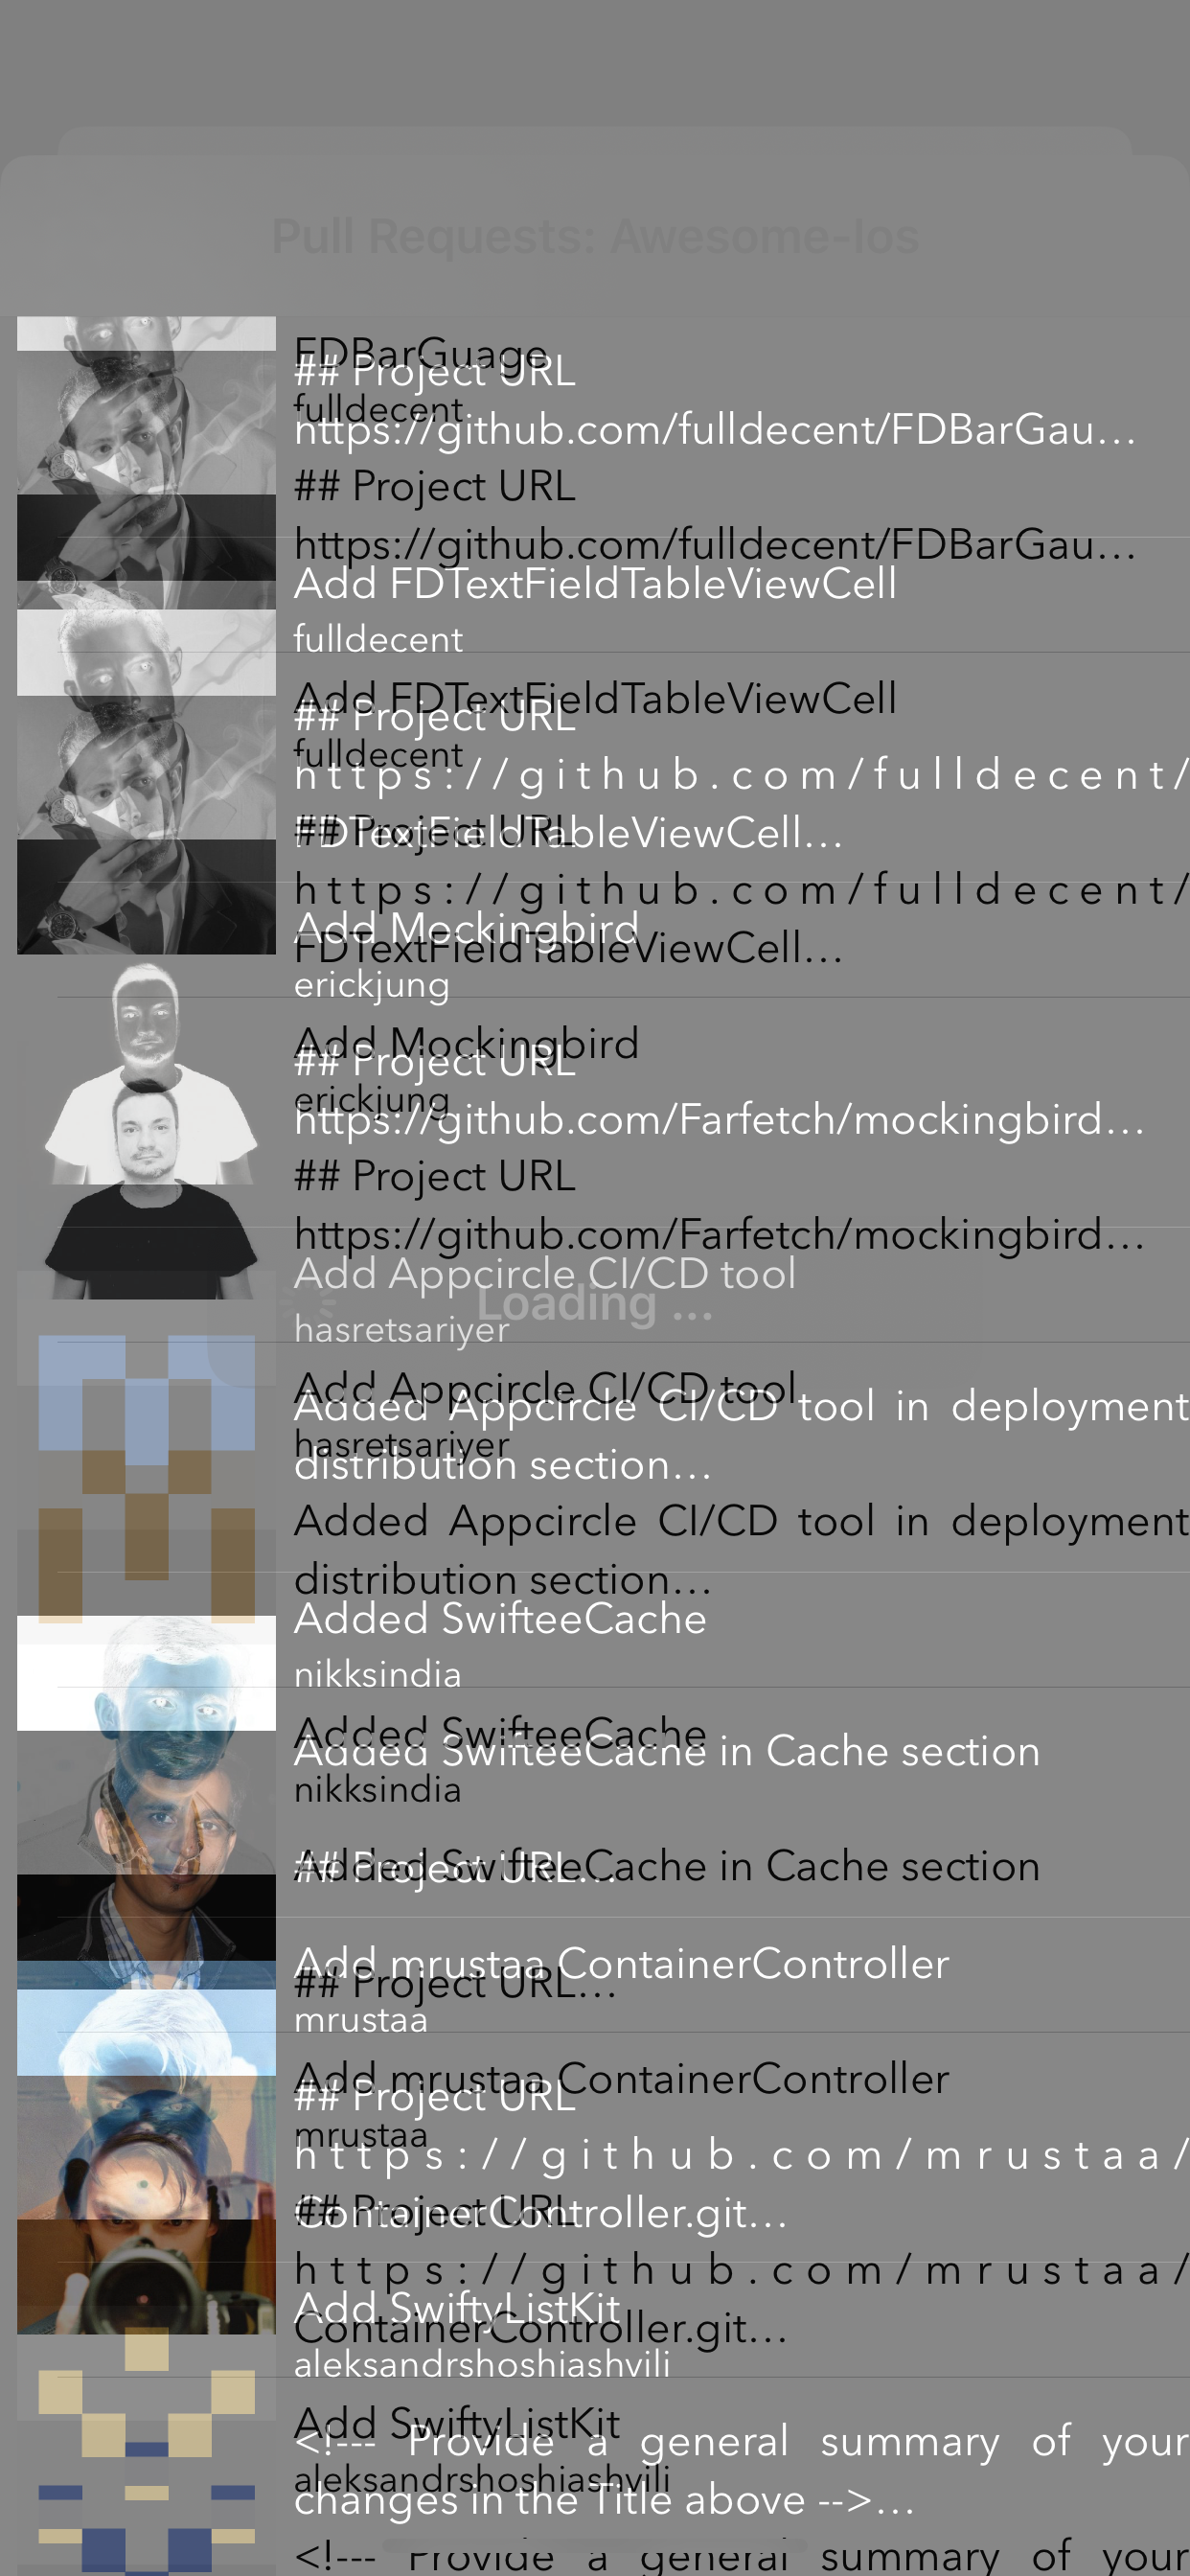 Pull Requests: Awesome-Ios
FDBarGuage
## Project URL
fulldecent
https://github.com/fulldecent/FDBarGau...
## Project URL
https://github.com/fulldecent/FDBarGau...
Add FDTextFieldTableViewCell
fulldecent
Add FDTextFieldTableViewCell
## Project URL
fulldecent
https://github.com/fulldecent/
## Project URL
FDTextFieldTableViewCell...
https://github.com/fulldecent/
Add Mockingbird
FDTextFieldTableViewCell...
erickjung
Add Mockingbird
## Project URL
erickjung
https://github.com/Farfetch/mockingbird...
## Project URL
https://github.com/Farfetch/mockingbird...
Add Appcircle CI/CD tool
Loading ...
hasretsariyer
Add Appcircle CI/CD tool
Added Appcircle CI/CD tool in deployment
hasretsariyer
distribution section...
Added Appcircle CI/CD tool in deployment
distribution section...
Added SwifteeCache
nikksindia
Added SwifteeCache
Added SwifteeCache in Cache section
nikksindia
Added SwifteeCache in Cache section
## Project URL...
Add mrustaa ContainerController
## Project URL...
mrustaa
Add mrustaa ContainerController
## Project URL
mrustaa
https://github.com/mrustaa/
## Project URL
ContainerController.git...
https://github.com/mrustaa/
Add SwiftyListKit
ContainerController.git...
aleksandrshoshiashvili
Add SwiftyListKit
<!--- Provide a general summary of your
aleksandrshoshiashvili
changes in the Title above -->...
<!--- Provide a general summary of your